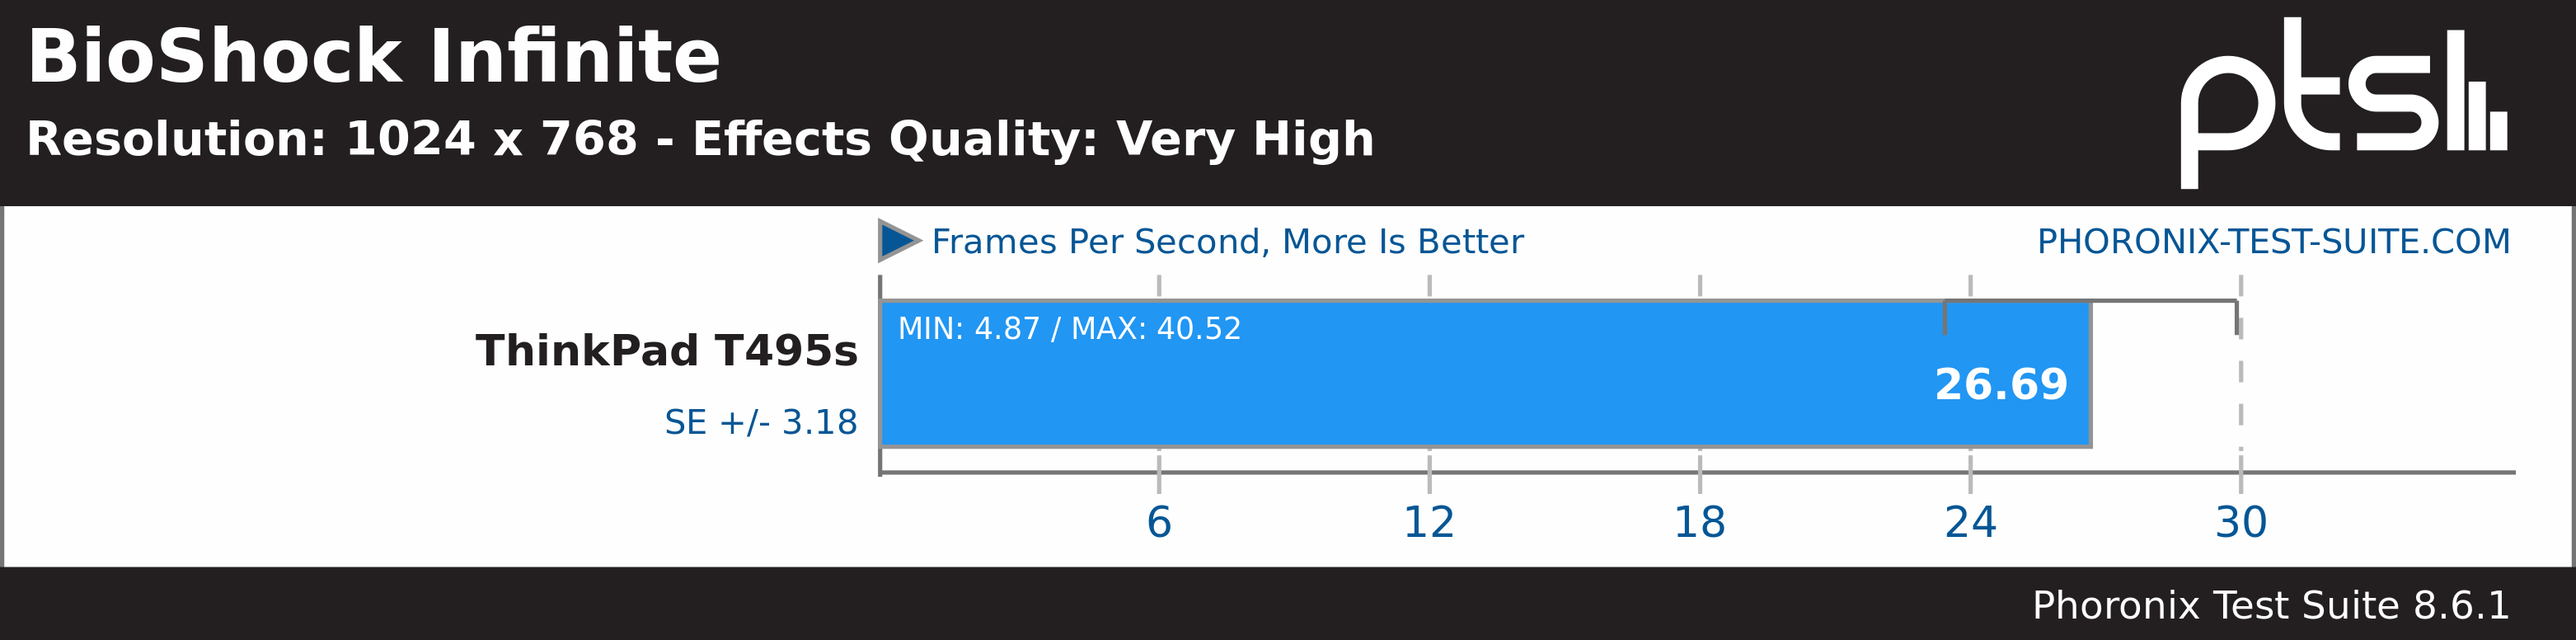 BioShock Infinite
Resolution: 1024 x 768 - Effects Quality: Very High
pts
Frames Per Second, More Is Better
PHORONIX-TEST-SUITE.COM
MIN: 4.87 / MAX: 40.52
ThinkPad T495s
26.69
SE +/- 3.18
6 12 18 24 30
Phoronix Test Suite 8.6.1